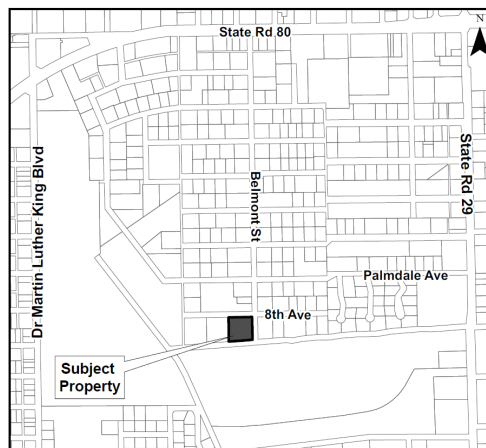 State Rd 80
N
Dr Martin Luther King Blvd
Belmont St
State Rd 29
Palmdale Ave
8th Ave
Subject
Property